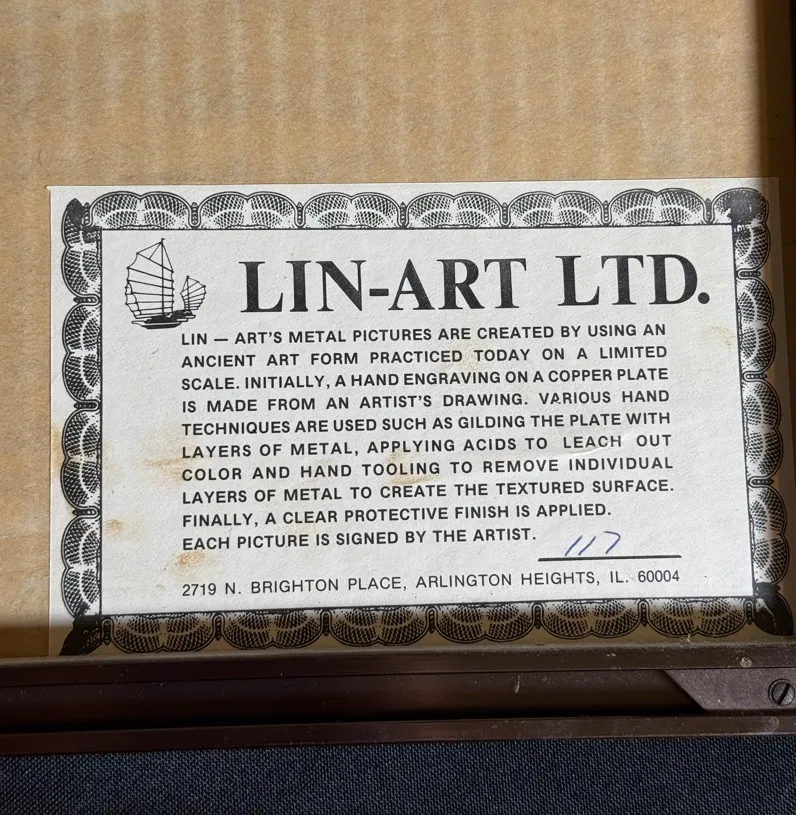 LIN-ART LTD.
LIN — ART'S METAL PICTURES ARE CREATED BY USING AN
ANCIENT ART FORM PRACTICED TODAY ON A LIMITED
SCALE. INITIALLY, A HAND ENGRAVING ON A COPPER PLATE
IS MADE FROM AN ARTIST'S DRAWING. VARIOUS HAND
TECHNIQUES ARE USED SUCH AS GILDING THE PLATE WITH
LAYERS OF METAL, APPLYING ACIDS TO LEACH OUT
COLOR AND HAND TOOLING TO REMOVE INDIVIDUAL
LAYERS OF METAL TO CREATE THE TEXTURED SURFACE.
FINALLY, A CLEAR PROTECTIVE FINISH IS APPLIED.
EACH PICTURE IS SIGNED BY THE ARTIST.
117
2719 N. BRIGHTON PLACE, ARLINGTON HEIGHTS, IL. 60004